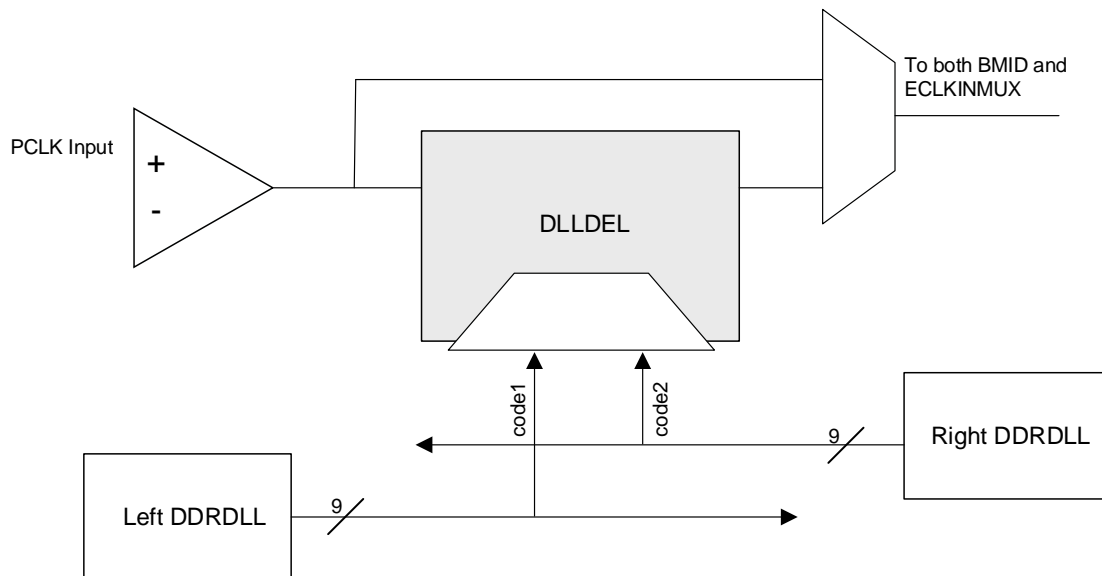 To both BMID and
ECLKINMUX
PCLK Input
+
-
DLLDEL
code1
code2
9
Right DDRDLL
9
Left DDRDLL